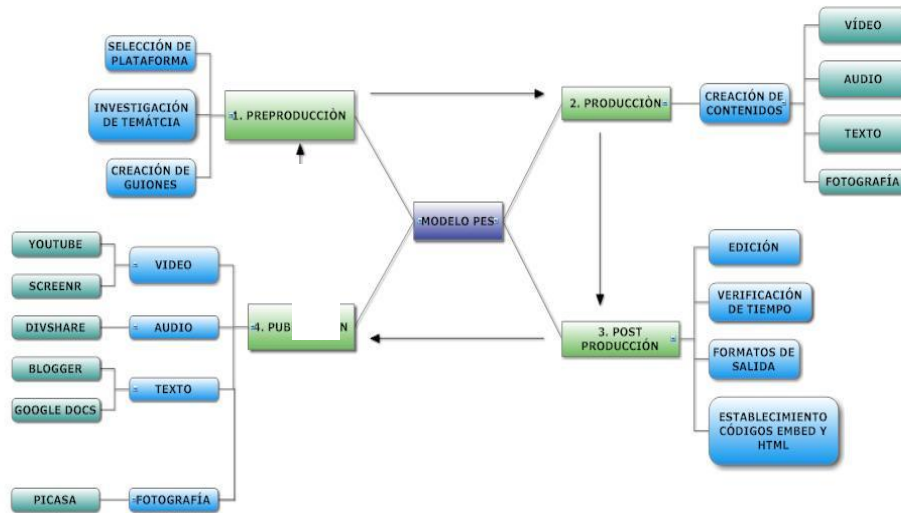 SELECCIÓN DE
PLATAFORMA
INVESTIGACIÓN
DE TEMÁTCIA
CREACIÓN DE
GUIONES
1. PREPRODUCCIÒN
2. PRODUCCIÒN
CREACIÓN DE
CONTENIDOS
VÍDEO
AUDIO
TEXTO
FOTOGRAFÍA
MODELO PES
YOUTUBE
SCREENR
VIDEO
DIVSHARE
AUDIO
BLOGGER
GOOGLE DOCS
TEXTO
PICASA
FOTOGRAFÍA
4.
3. POST
PRODUCCIÓN
EDICIÓN
VERIFICACIÓN
DE TIEMPO
FORMATOS DE
SALIDA
ESTABLECIMIENTO
CÓDIGOS EMBED Y
HTML